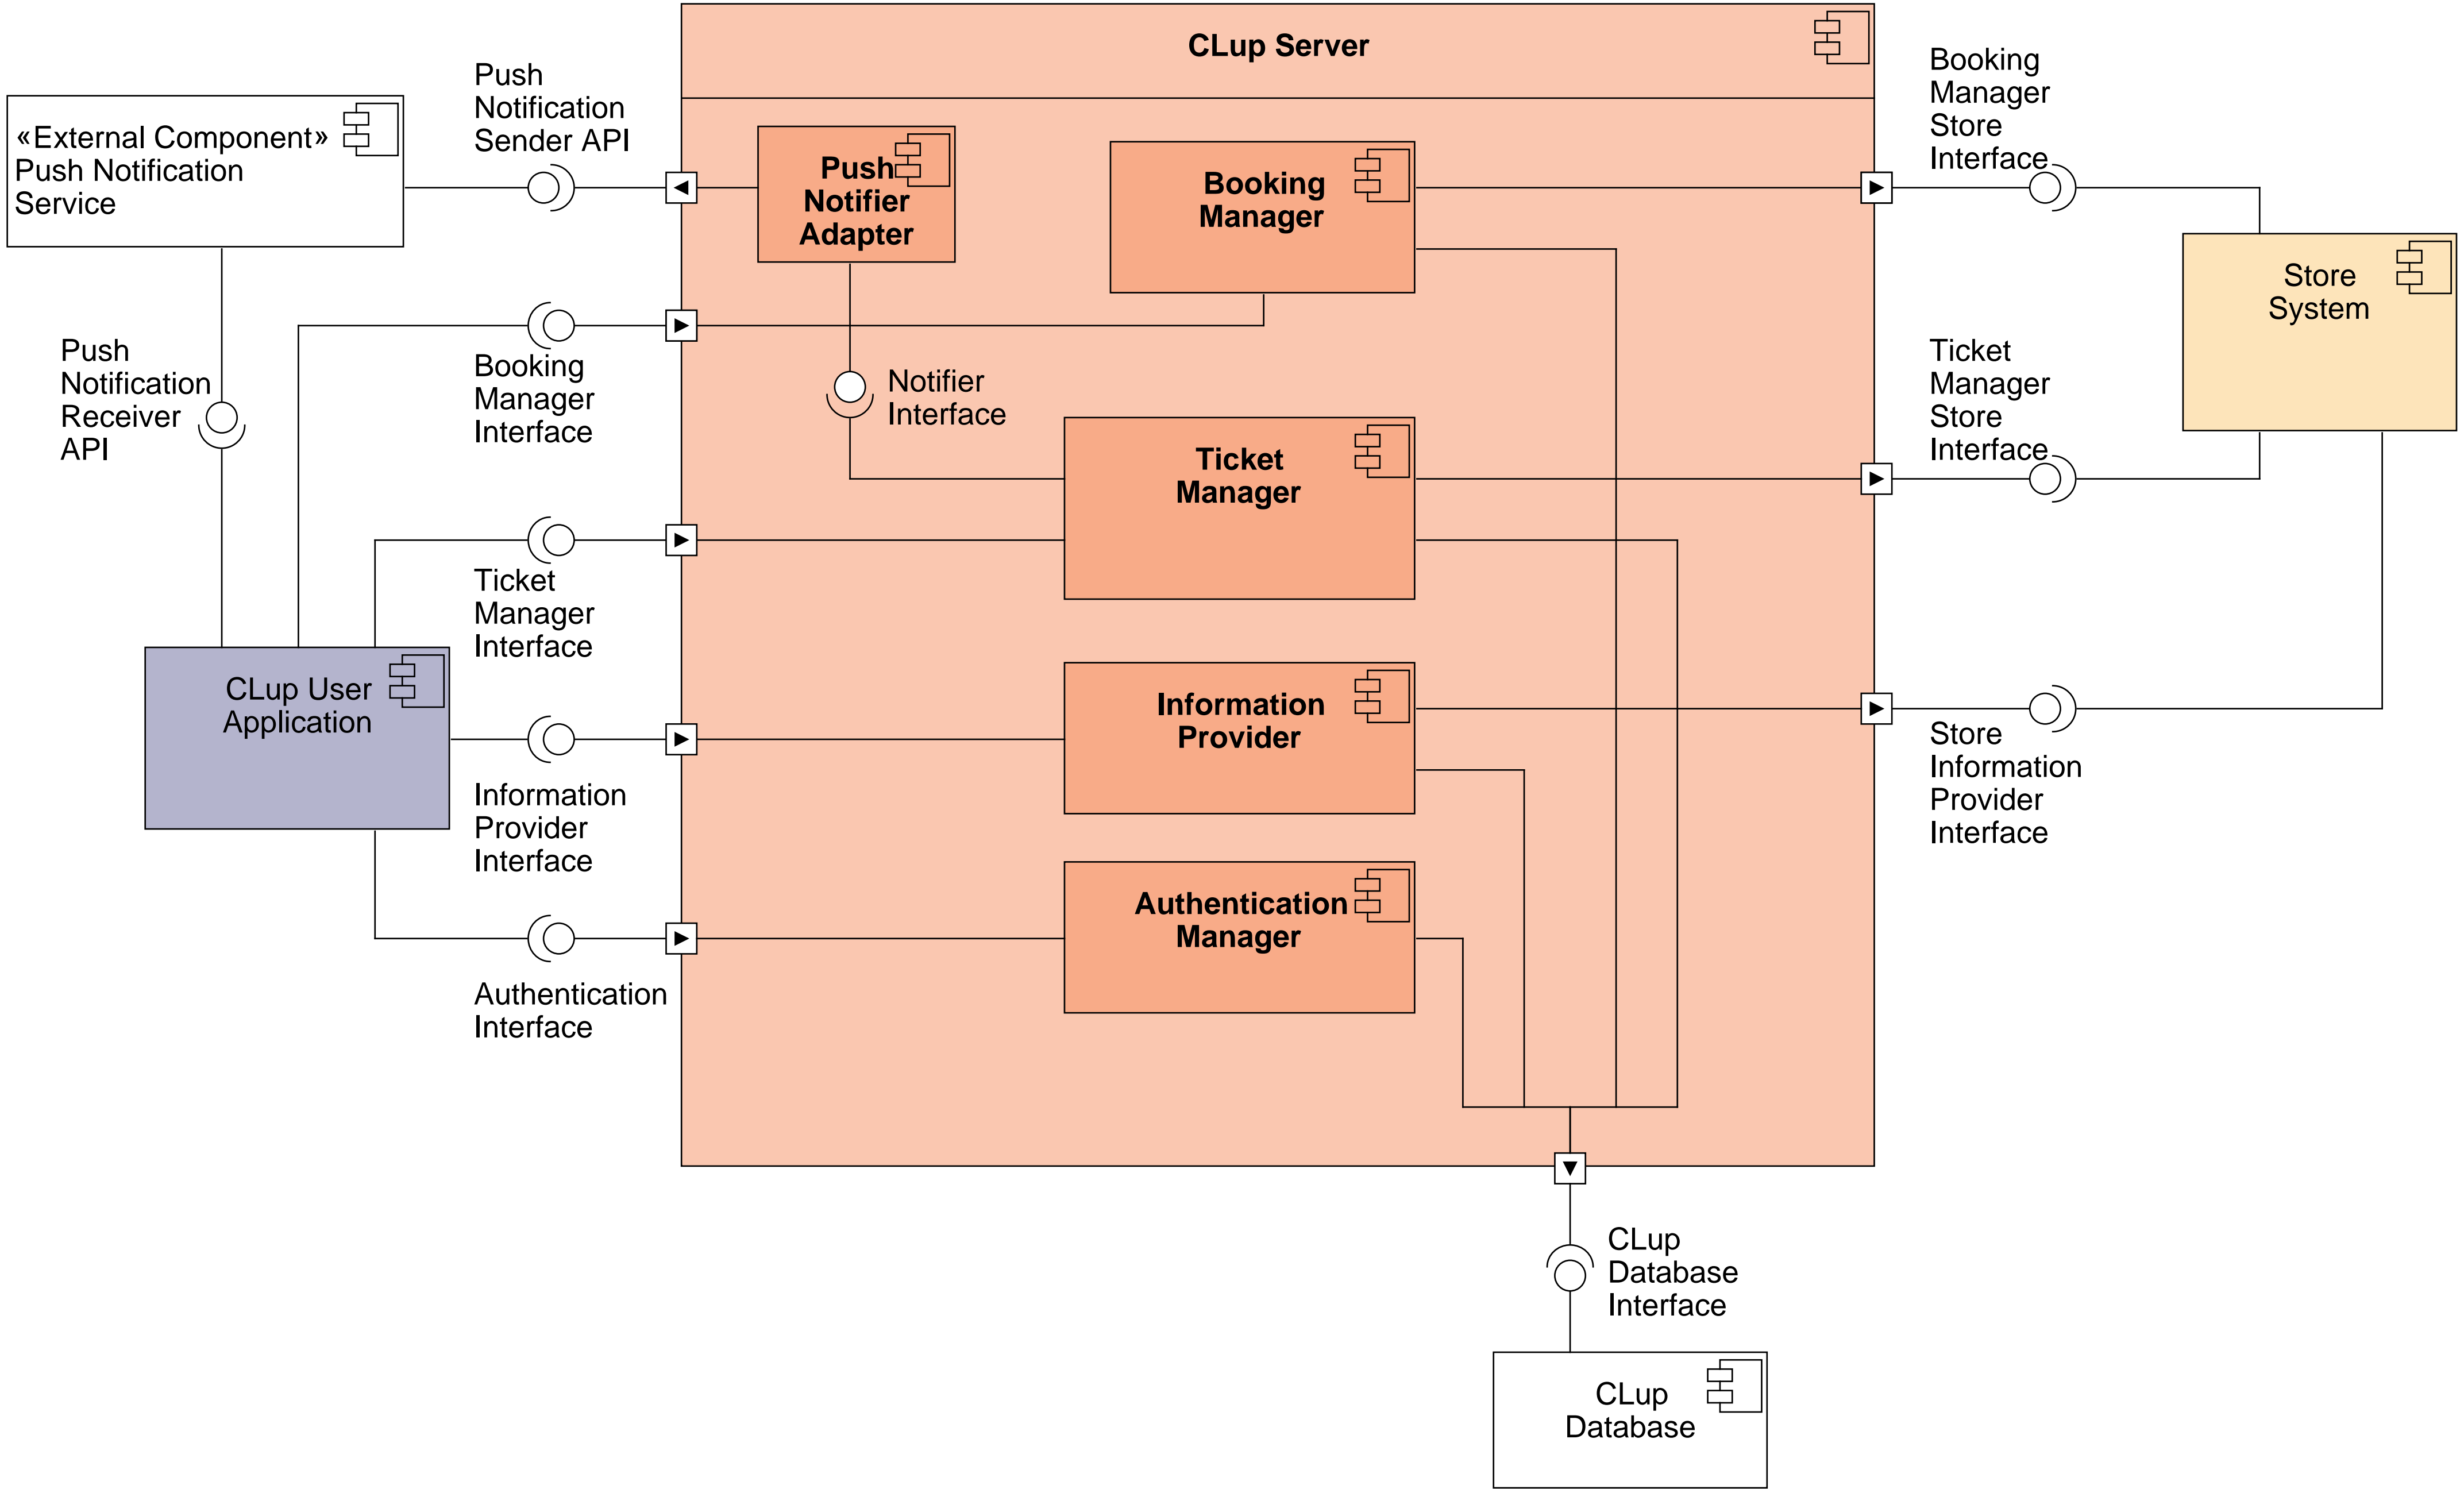 CLup Server
«External Component»
Push Notification
Service
Push
Notification
Sender API
Push
Notifier
Adapter
Booking
Manager
Booking
Manager
Store
Interface
Store
System
Push
Notification
Receiver
API
Booking
Manager
Interface
Notifier
Interface
Ticket
Manager
Ticket
Manager
Store
Interface
Ticket
Manager
Interface
CLup User
Application
Information
Provider
Store
Information
Provider
Interface
Information
Provider
Interface
Authentication
Manager
Authentication
Interface
CLup
Database
Interface
CLup
Database